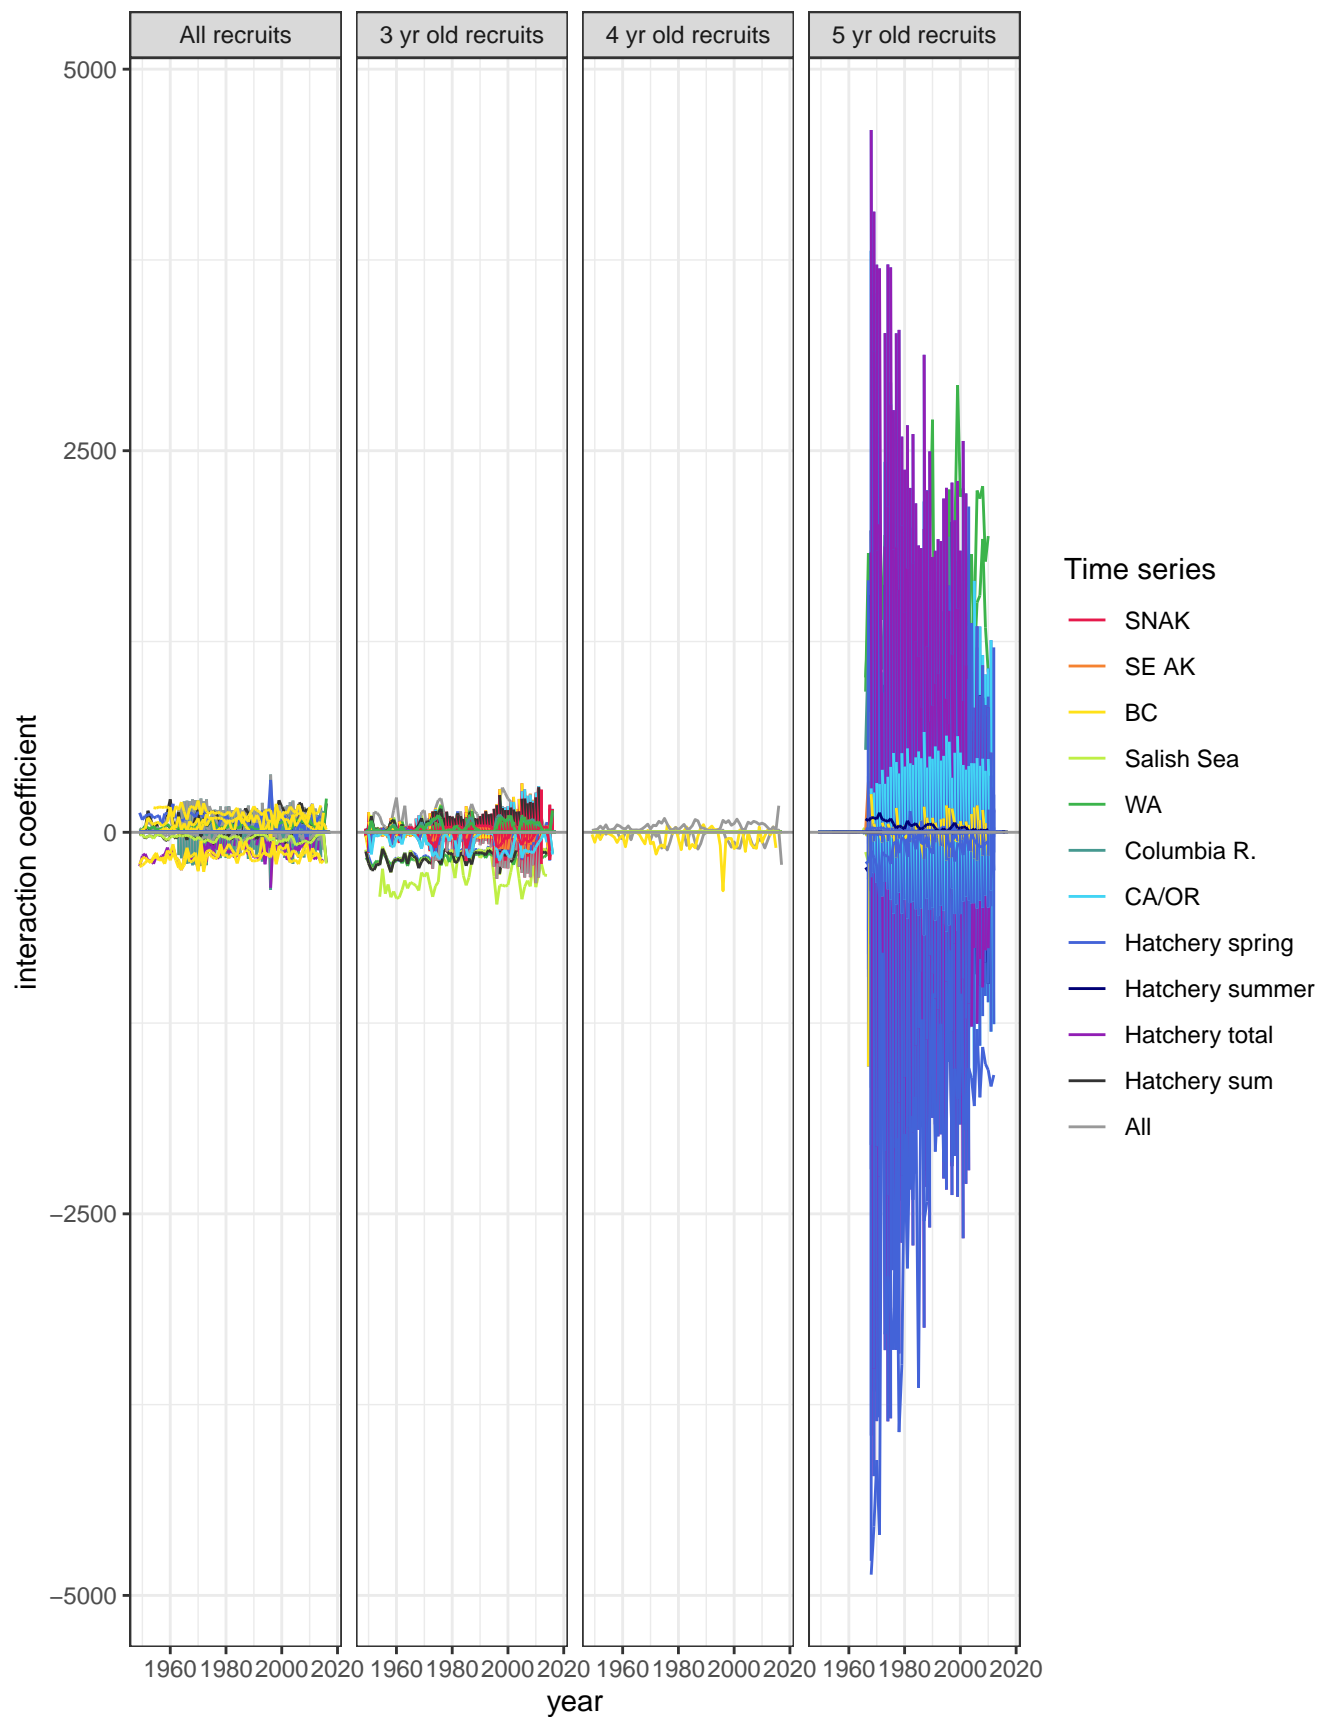 All recruits
3 yr old recruits
4 yr old recruits
5 yr old recruits
5000
2500
0
−2500
−5000
interaction coefficient
1960 1980 2000 2020
1960 1980 2000 2020
1960 1980 2000 2020
1960 1980 2000 2020
year
Time series
SNAK
SE AK
BC
Salish Sea
WA
Columbia R.
CA/OR
Hatchery spring
Hatchery summer
Hatchery total
Hatchery sum
All